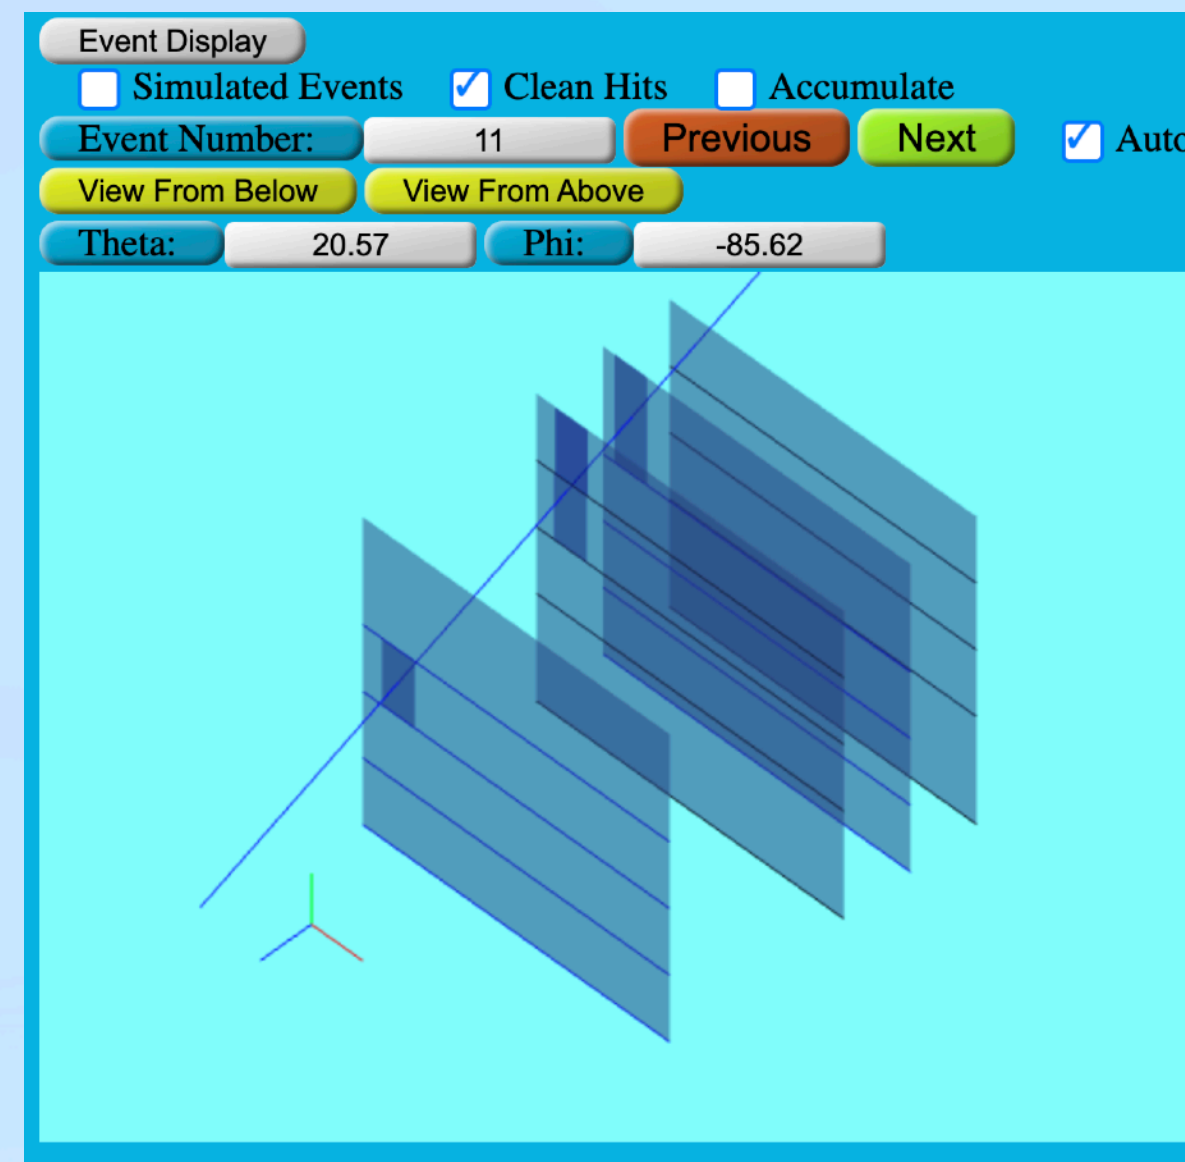 Event Display
Simulated Events Clean Hits Accumulate
Event Number: 11 Previous Next Auto
View From Below View From Above
Theta: 20.57 Phi: -85.62